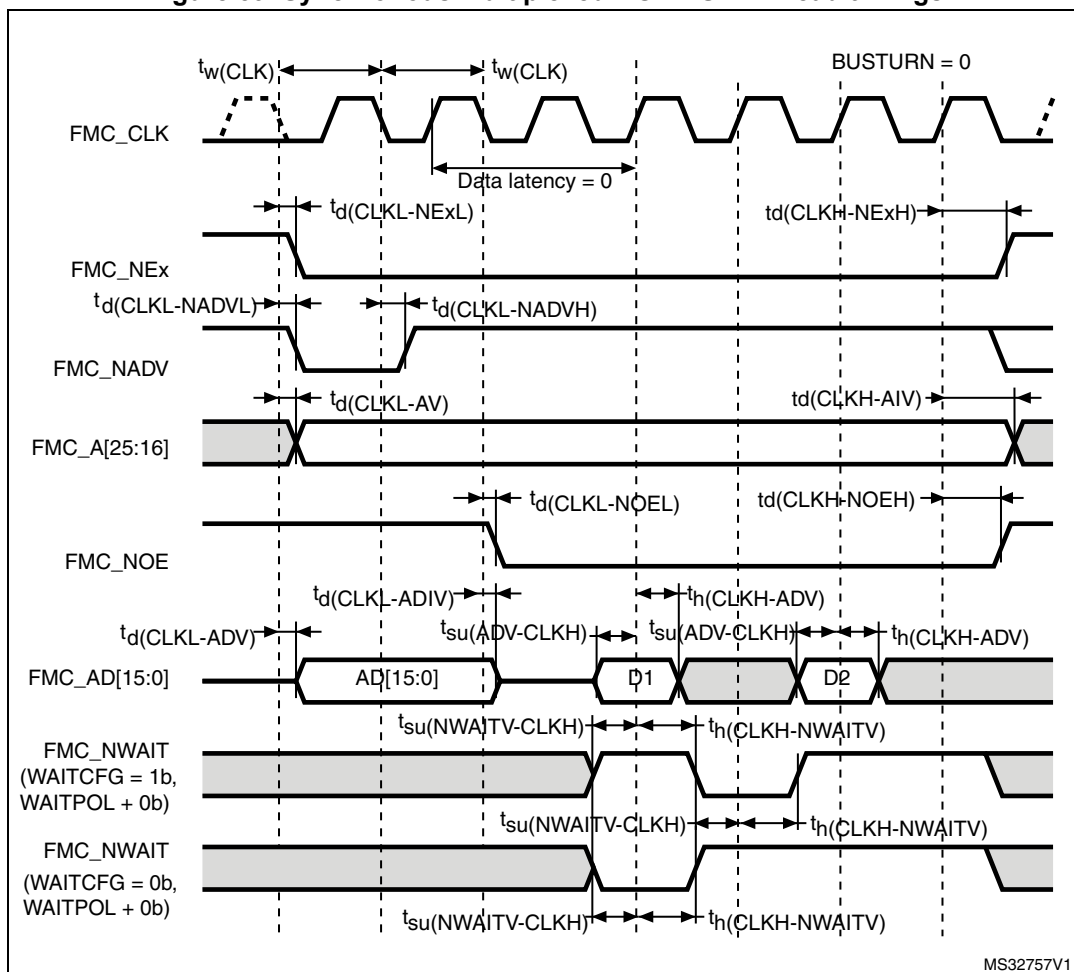 tw(CLK) tw(CLK) BUSTURN = 0
FMC_CLK
Data latency = 0
td(CLKL-NExL) td(CLKH-NExH)
FMC_NEx
td(CLKL-NADVL) td(CLKL-NADVH)
FMC_NADV
td(CLKL-AV) td(CLKH-AIV)
FMC_A[25:16]
td(CLKL-NOEL) td(CLKH-NOEH)
FMC_NOE
td(CLKL-ADIV) th(CLKH-ADV)
td(CLKL-ADV) tsu(ADV-CLKH) tsu(ADV-CLKH) th(CLKH-ADV)
FMC_AD[15:0] AD[15:0] D1 D2
tsu(NWAITV-CLKH) th(CLKH-NWAITV)
FMC_NWAIT
(WAITCFG = 1b,
WAITPOL + 0b)
tsu(NWAITV-CLKH) th(CLKH-NWAITV)
FMC_NWAIT
(WAITCFG = 0b,
WAITPOL + 0b)
tsu(NWAITV-CLKH) th(CLKH-NWAITV)
MS32757V1